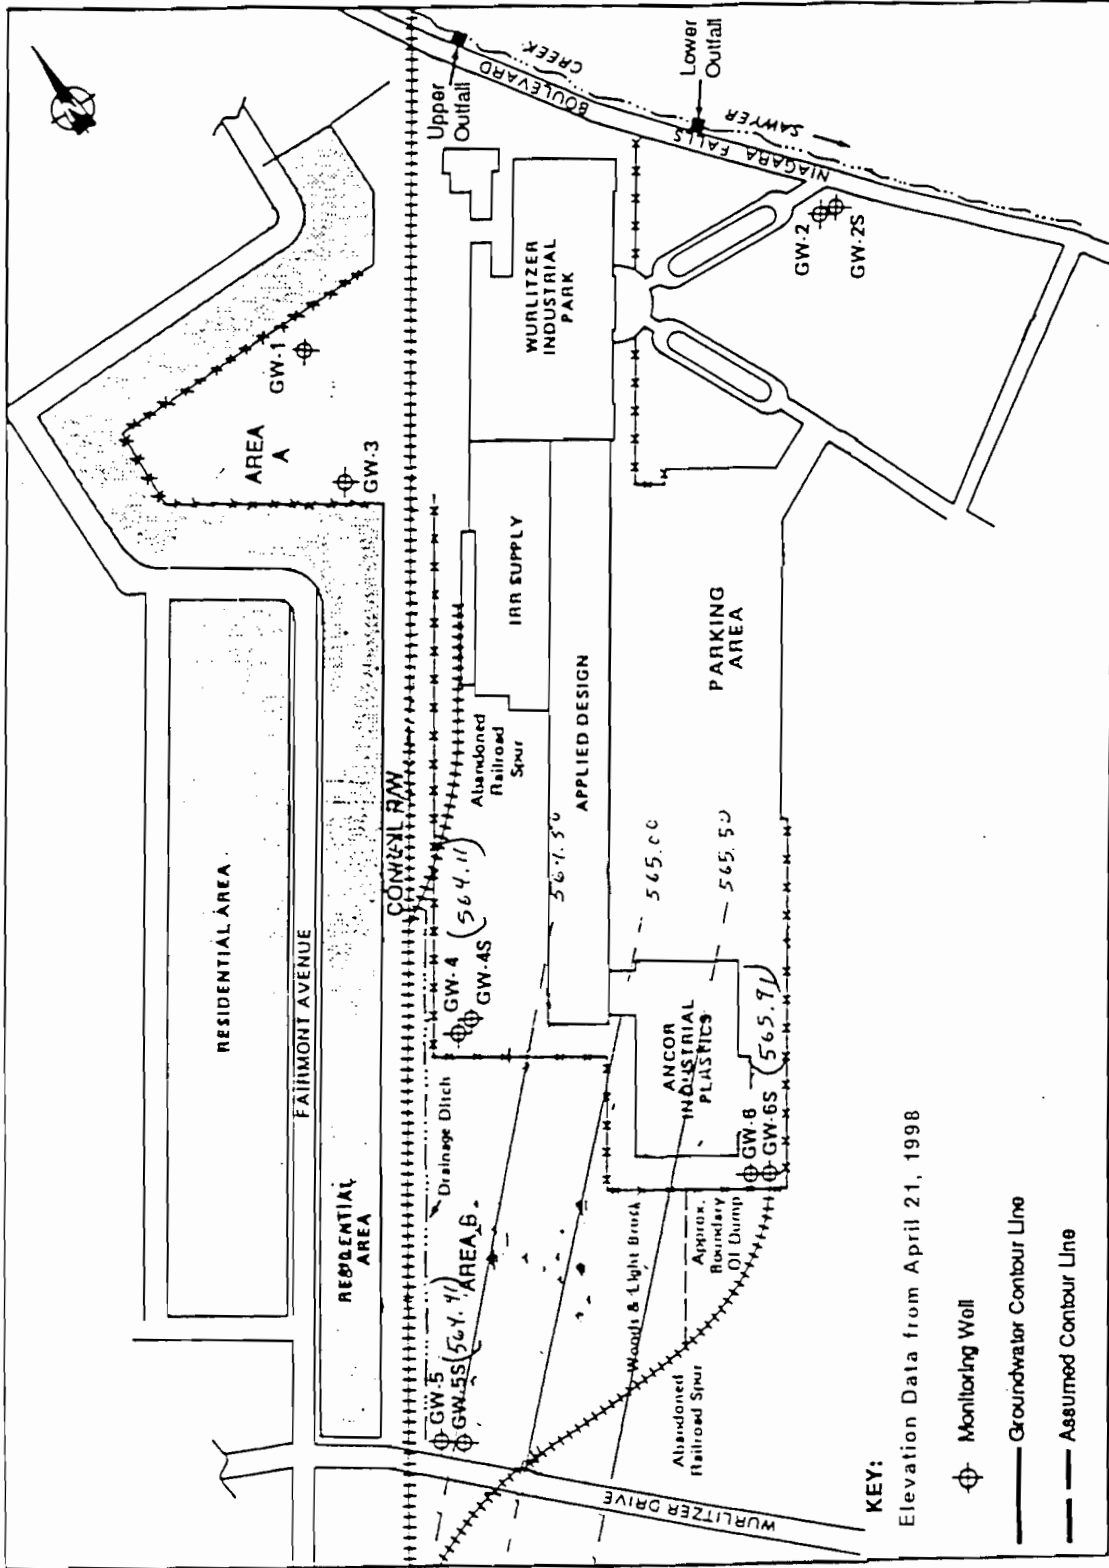 RESIDENTIAL AREA
FAIRMONT AVENUE
RESIDENTIAL
AREA
AREA
A
GW-1
GW-3
Upper
Outfall
Lower
Outfall
NIAGARA FALLS
BOULEVARD
SAWYER
CREEK
CONRAIL R/W
Drainage Ditch
AREA B
GW-5
GW-5S (564.41)
GW-4 (564.11)
GW-4S
Abandoned
Railroad
Spur
IRR SUPPLY
WURLITZER
INDUSTRIAL
PARK
GW-2
GW-2S
APPLIED DESIGN
565.00
565.50
PARKING
AREA
ANCOR
INDUSTRIAL
PLASTICS
GW-6
GW-6S (565.91)
Woods & Light Brush
Approx.
Boundary
Of Dump
Abandoned
Railroad Spur
WURLITZER DRIVE
KEY:
Elevation Data from April 21, 1998
Monitoring Well
Groundwater Contour Line
Assumed Contour Line